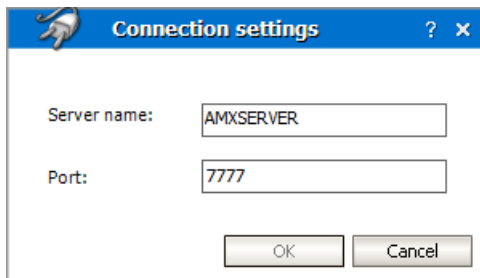 Connection settings ? ×
Server name: AMXSERVER
Port: 7777
OK Cancel